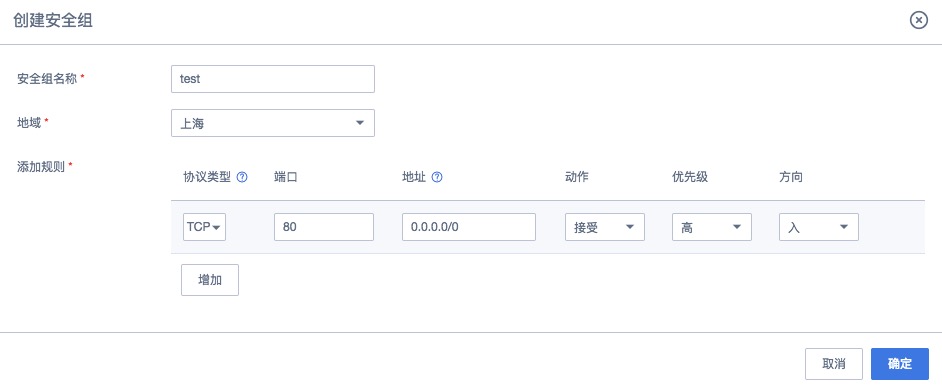 创建安全组
安全组名称 *
test
地域 *
上海
添加规则 *
协议类型 ? 端口 地址 ? 动作 优先级 方向
TCP 80 0.0.0.0/0 接受 高 入
增加
取消 确定